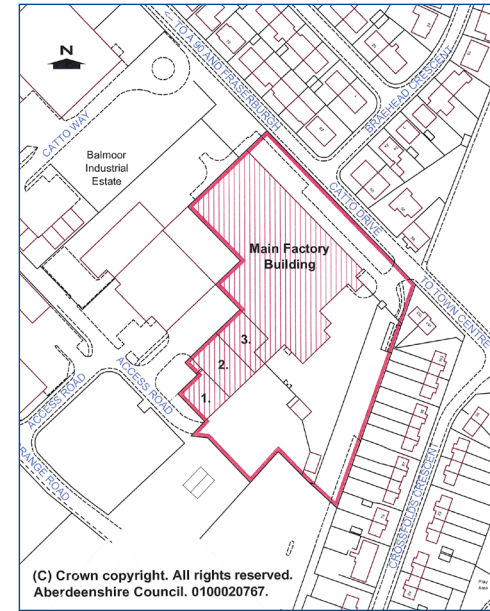 <- TO A 90 AND FRASERBURGH
N
BRAEHEAD CRESCENT
CATTO WAY
Balmoor
Industrial
Estate
CATTO DRIVE
Main Factory
Building
TO TOWN CENTRE
3.
2.
1.
ACCESS ROAD
ACCESS ROAD
RANGE ROAD
CROSSFOLDS CRESCENT
Play
Area
(C) Crown copyright. All rights reserved.
Aberdeenshire Council. 0100020767.